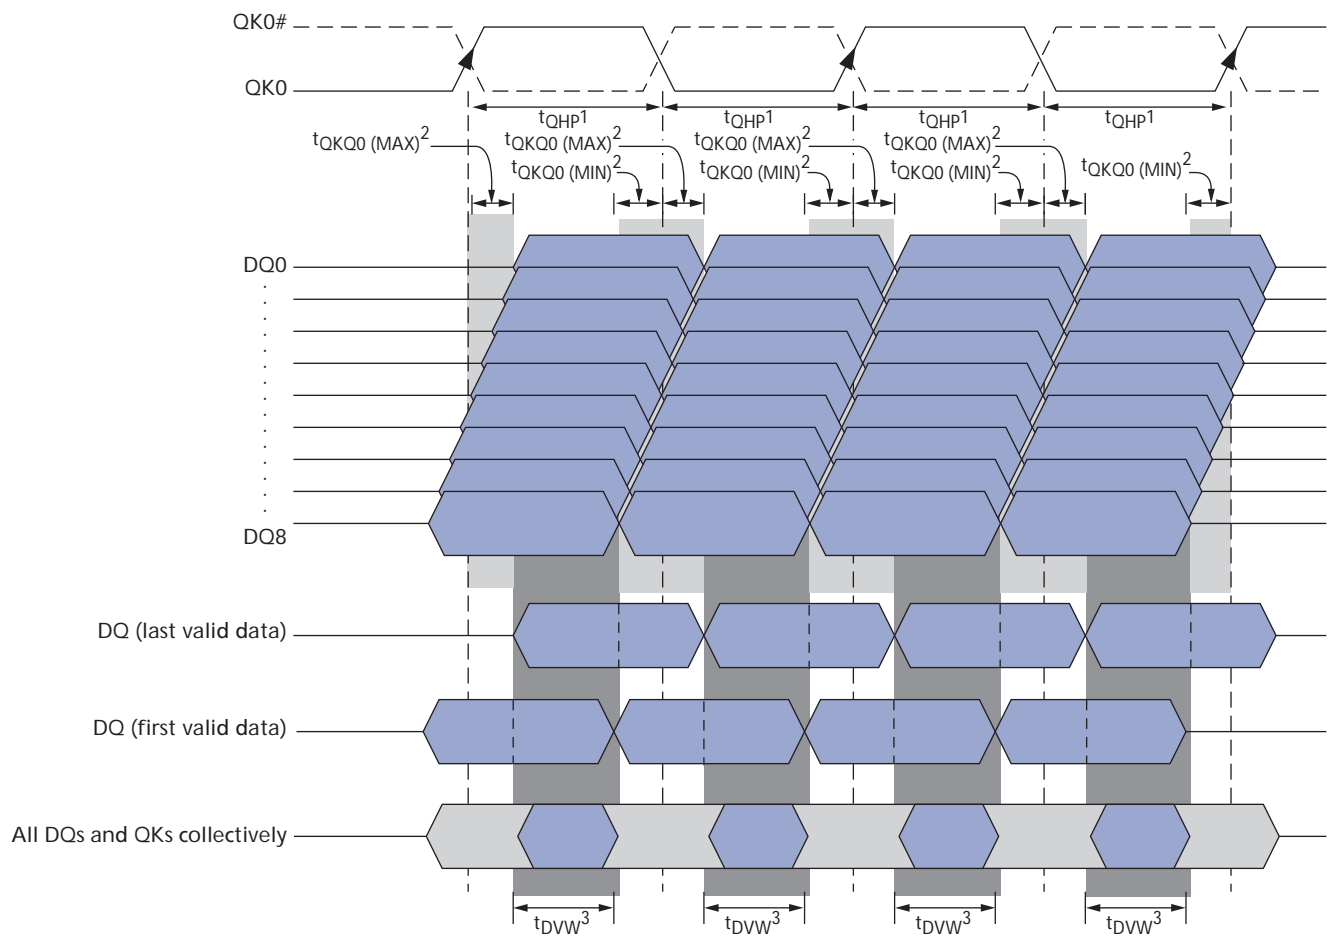 QK0#
QK0
tQHP1 tQHP1 tQHP1 tQHP1
tQKQ0 (MAX)2 tQKQ0 (MAX)2 tQKQ0 (MAX)2 tQKQ0 (MAX)2
tQKQ0 (MIN)2 tQKQ0 (MIN)2 tQKQ0 (MIN)2 tQKQ0 (MIN)2
DQ0
DQ8
DQ (last valid data)
DQ (first valid data)
All DQs and QKs collectively
tDVW3 tDVW3 tDVW3 tDVW3